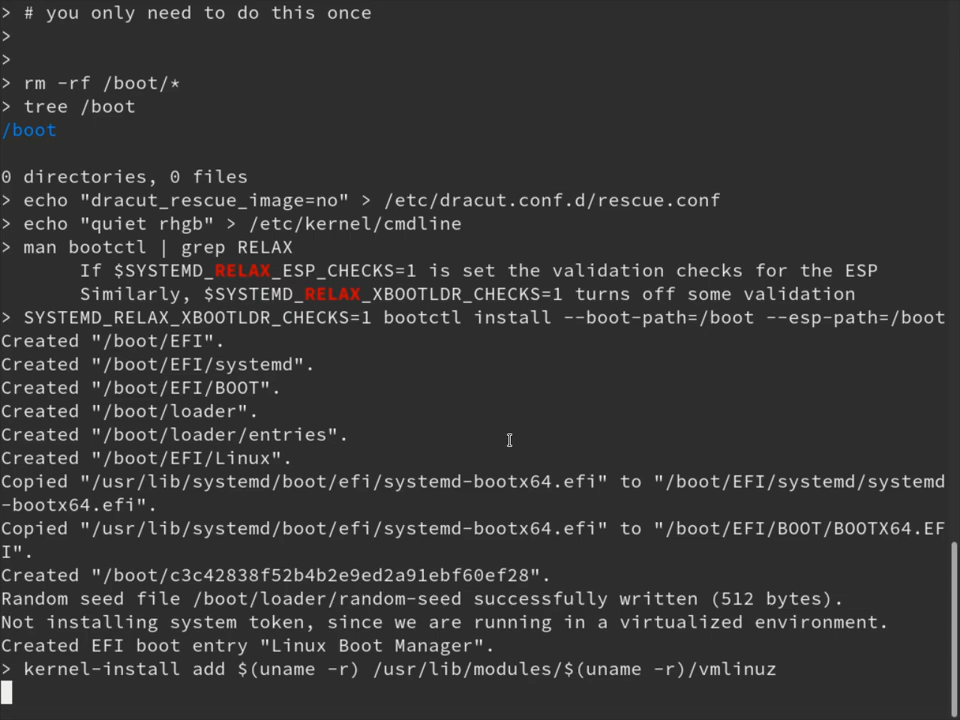 > # you only need to do this once
>
>
> rm -rf /boot/*
> tree /boot
/boot
0 directories, 0 files
> echo "dracut_rescue_image=no" > /etc/dracut.conf.d/rescue.conf
> echo "quiet rhgb" > /etc/kernel/cmdline
> man bootctl | grep RELAX
If $SYSTEMD_RELAX_ESP_CHECKS=1 is set the validation checks for the ESP
Similarly, $SYSTEMD_RELAX_XBOOTLDR_CHECKS=1 turns off some validation
> SYSTEMD_RELAX_XBOOTLDR_CHECKS=1 bootctl install --boot-path=/boot --esp-path=/boot
Created "/boot/EFI".
Created "/boot/EFI/systemd".
Created "/boot/EFI/BOOT".
Created "/boot/loader".
Created "/boot/loader/entries".
Created "/boot/EFI/Linux".
Copied "/usr/lib/systemd/boot/efi/systemd-bootx64.efi" to "/boot/EFI/systemd/systemd
-bootx64.efi".
Copied "/usr/lib/systemd/boot/efi/systemd-bootx64.efi" to "/boot/EFI/BOOT/BOOTX64.EF
I".
Created "/boot/c3c42838f52b4b2e9ed2a91ebf60ef28".
Random seed file /boot/loader/random-seed successfully written (512 bytes).
Not installing system token, since we are running in a virtualized environment.
Created EFI boot entry "Linux Boot Manager".
> kernel-install add $(uname -r) /usr/lib/modules/$(uname -r)/vmlinuz